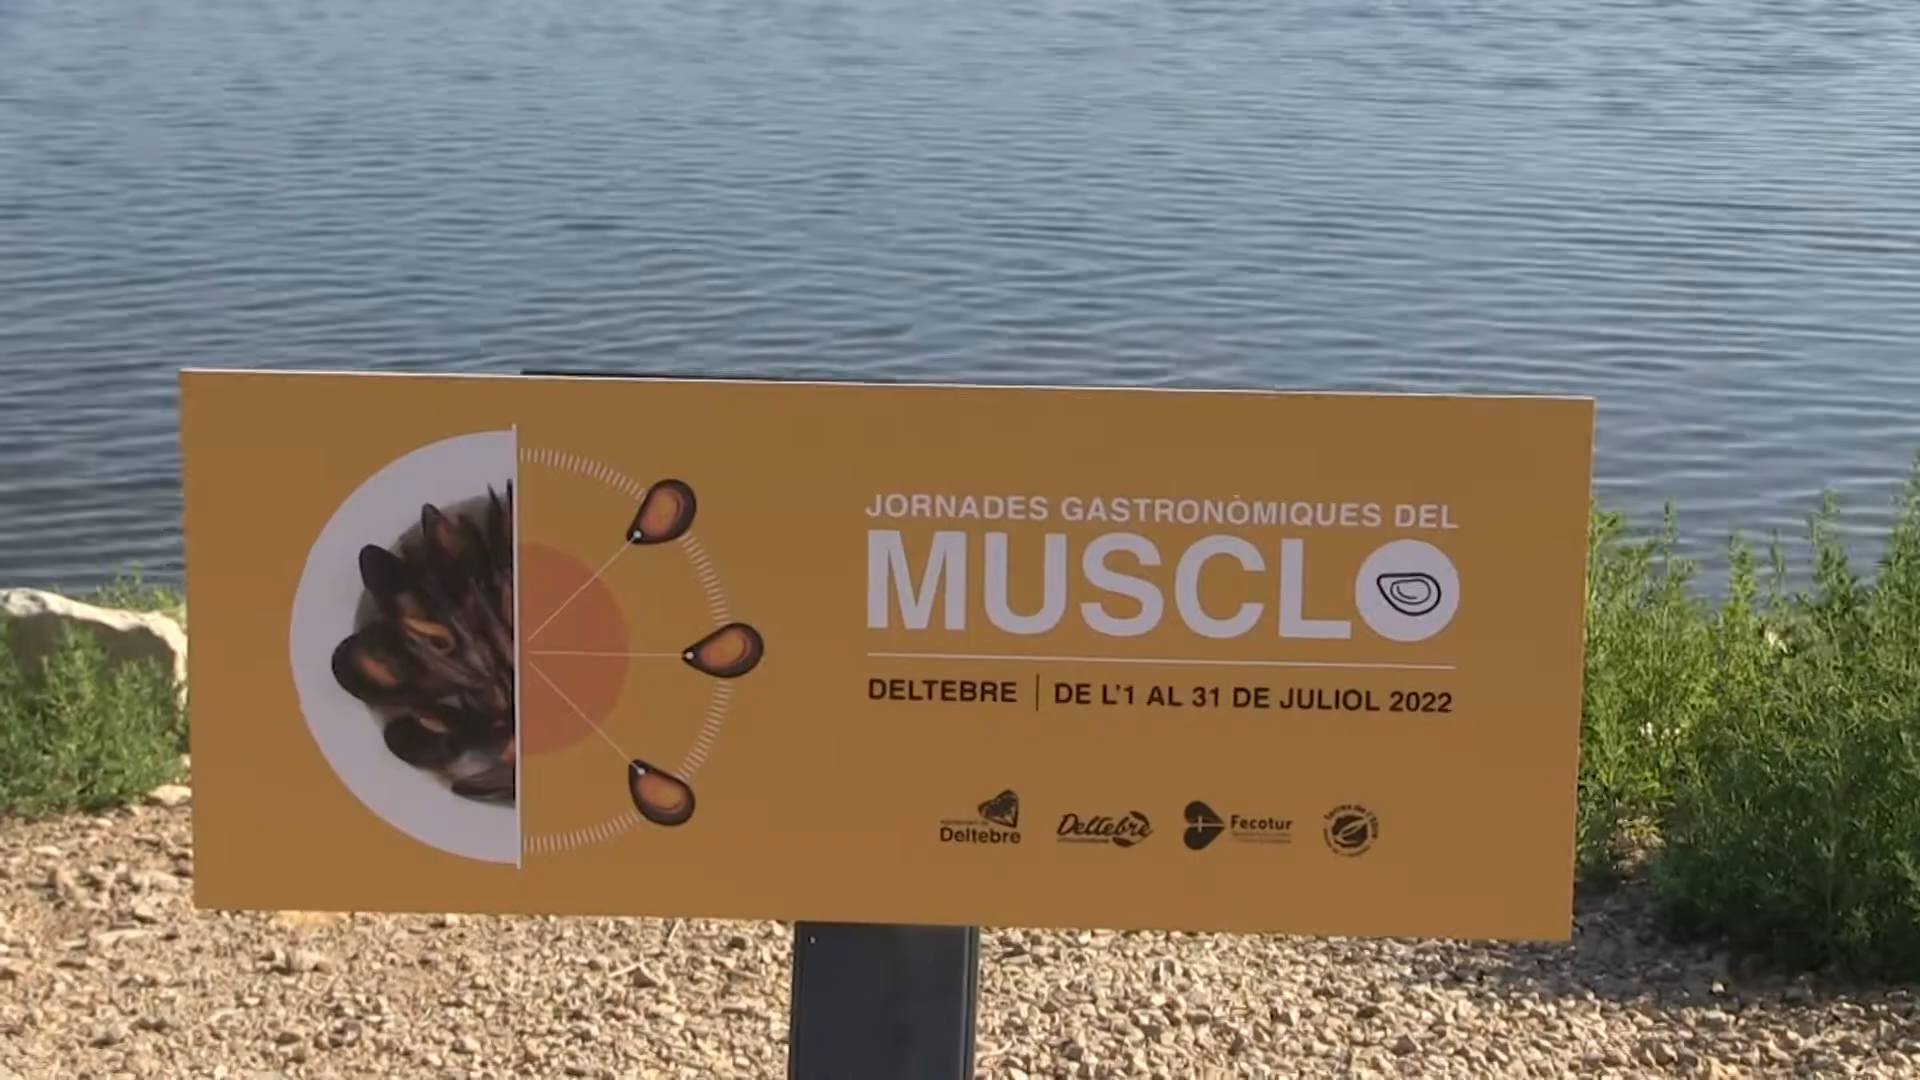 JORNADES GASTRONÒMIQUES DEL
MUSCLO
DELTEBRE | DE L'1 AL 31 DE JULIOL 2022
Deltebre
Deltebre
Fecotur